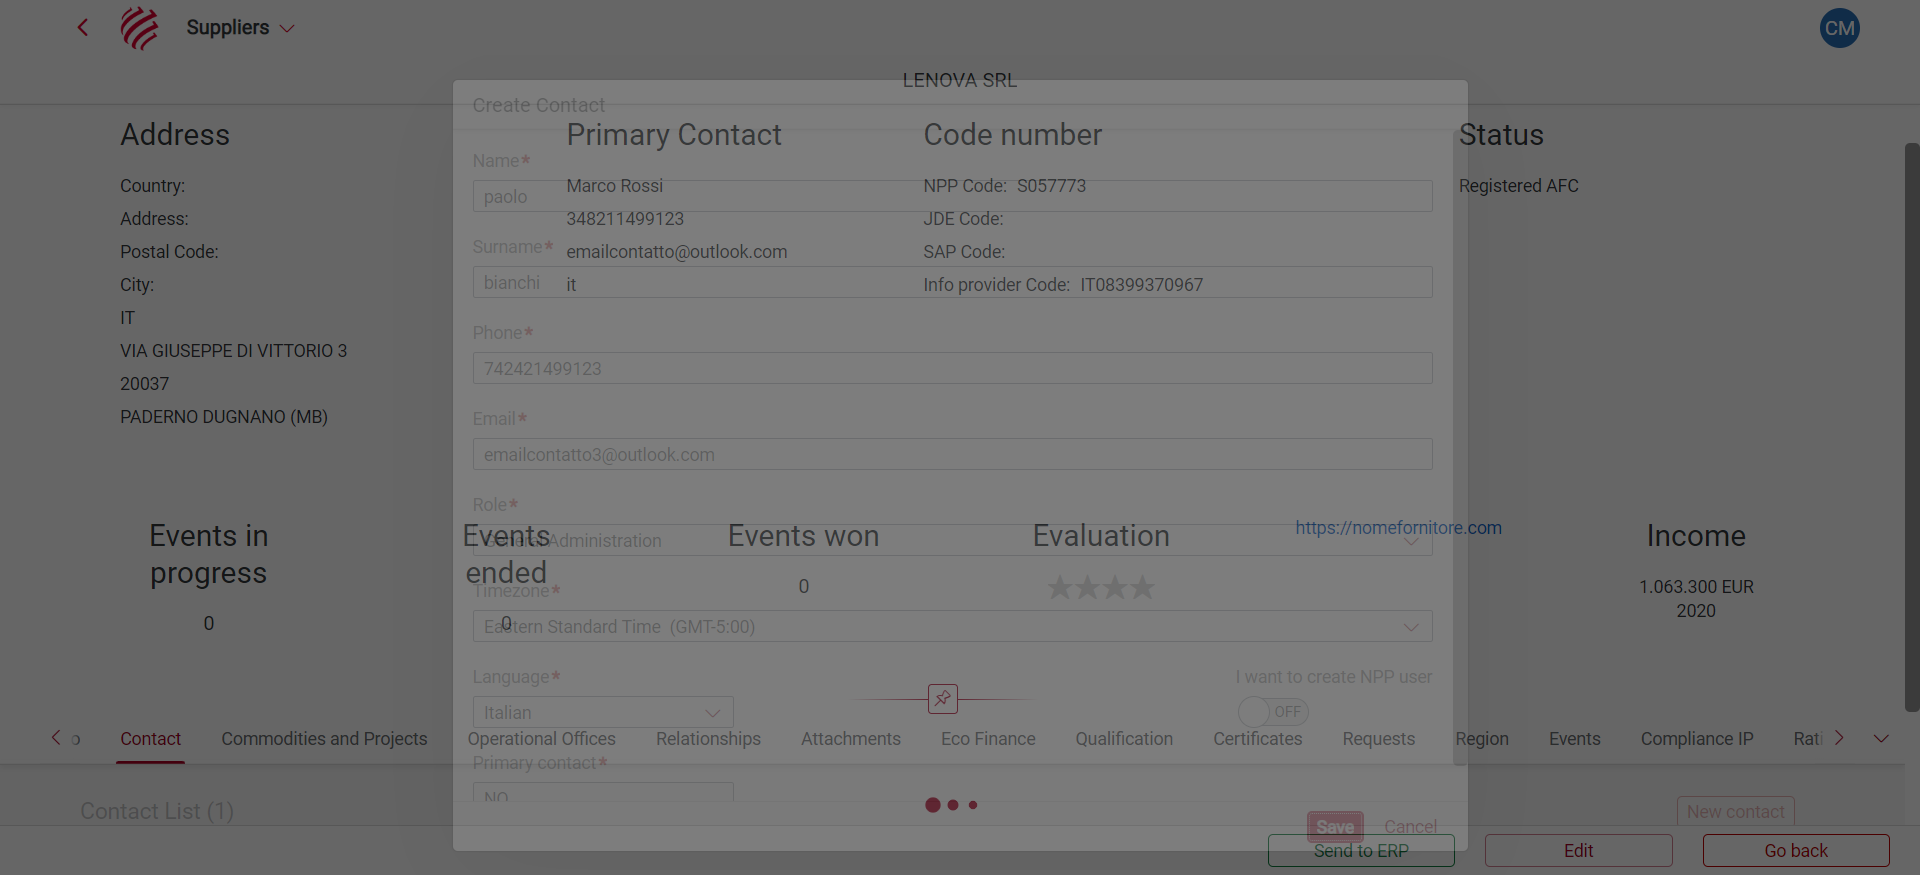 Suppliers
CM
LENOVA SRL
Create Contact
Address
Country:
Address:
Postal Code:
City:
IT
VIA GIUSEPPE DI VITTORIO 3
20037
PADERNO DUGNANO (MB)
Primary Contact
Marco Rossi
348211499123
emailcontatto@outlook.com
it
Code number
NPP Code: S057773
JDE Code:
SAP Code:
Info provider Code: IT08399370967
Status
Registered AFC
Name*
paolo
Surname*
bianchi
Phone*
742421499123
Email*
emailcontatto3@outlook.com
Role*
General Administration
Timezone*
Eastern Standard Time (GMT-5:00)
Language*
Italian
I want to create NPP user
OFF
Primary contact*
NO
Save
Cancel
Events in
progress
0
Events
ended
0
Events won
0
Evaluation
https://nomefornitore.com
Income
1.063.300 EUR
2020
o
Contact
Commodities and Projects
Operational Offices
Relationships
Attachments
Eco Finance
Qualification
Certificates
Requests
Region
Events
Compliance IP
Rati
Contact List (1)
New contact
Send to ERP
Edit
Go back